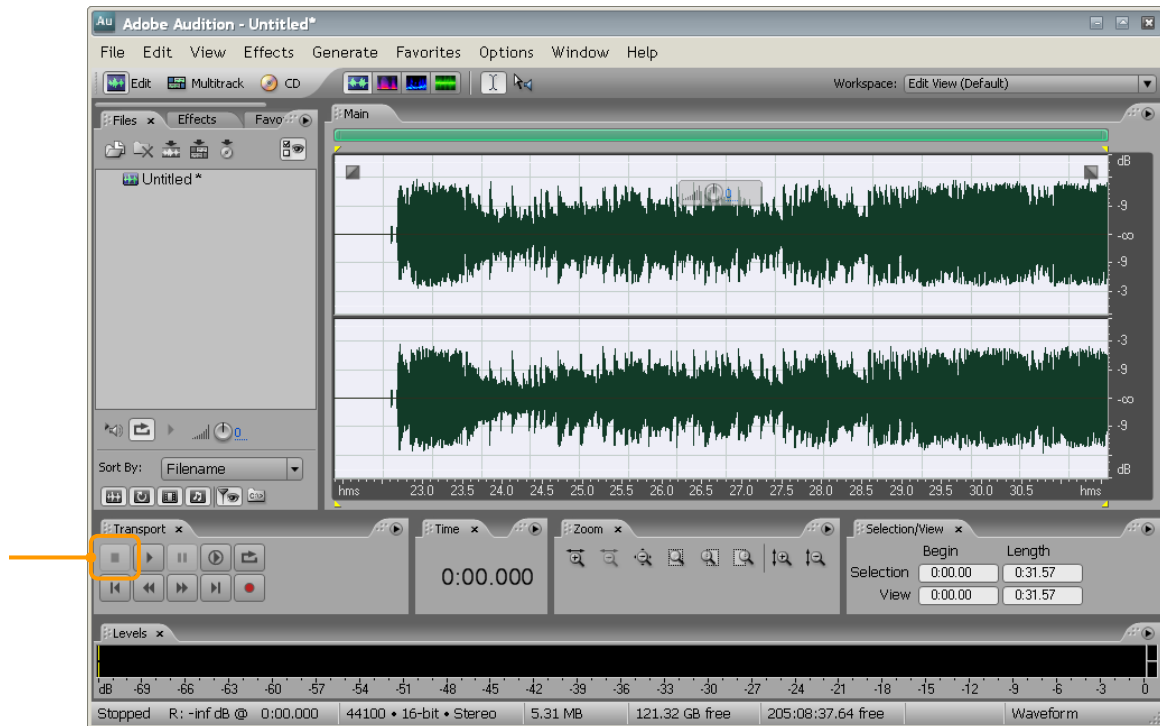 Au Adobe Audition - Untitled*
File Edit View Effects Generate Favorites Options Window Help
Edit Multitrack CD Workspace: Edit View (Default)
Files x Effects Favo Main
Untitled *
dB
-9
-∞
-9
-3
-3
-9
-∞
-9
dB
0
0
Sort By: Filename
hms 23.0 23.5 24.0 24.5 25.0 25.5 26.0 26.5 27.0 27.5 28.0 28.5 29.0 29.5 30.0 30.5 hms
Transport x Time x Zoom x Selection/View x
Begin Length
Selection 0:00.00 0:31.57
View 0:00.00 0:31.57
0:00.000
Levels x
dB -69 -66 -63 -60 -57 -54 -51 -48 -45 -42 -39 -36 -33 -30 -27 -24 -21 -18 -15 -12 -9 -6 -3 0
Stopped R: -inf dB @ 0:00.000 44100 • 16-bit • Stereo 5.31 MB 121.32 GB free 205:08:37.64 free Waveform